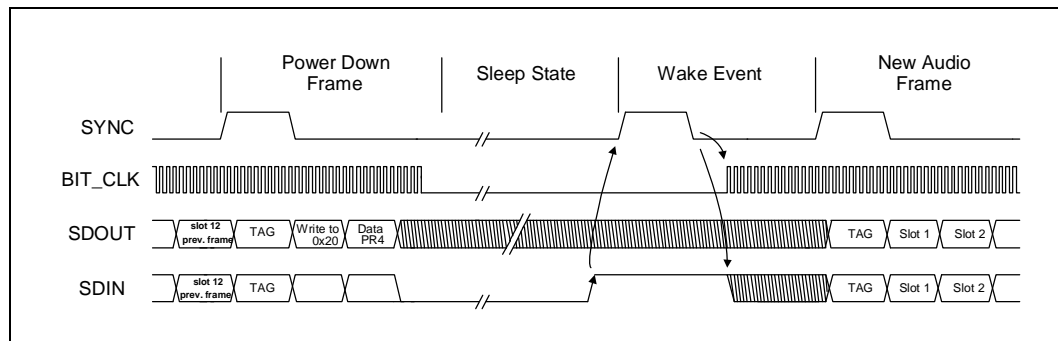 Power Down
Frame
Sleep State
Wake Event
New Audio
Frame
SYNC
BIT_CLK
SDOUT
slot 12
prev. frame
TAG
Write to
0x20
Data
PR4
TAG
Slot 1
Slot 2
SDIN
slot 12
prev. frame
TAG
TAG
Slot 1
Slot 2